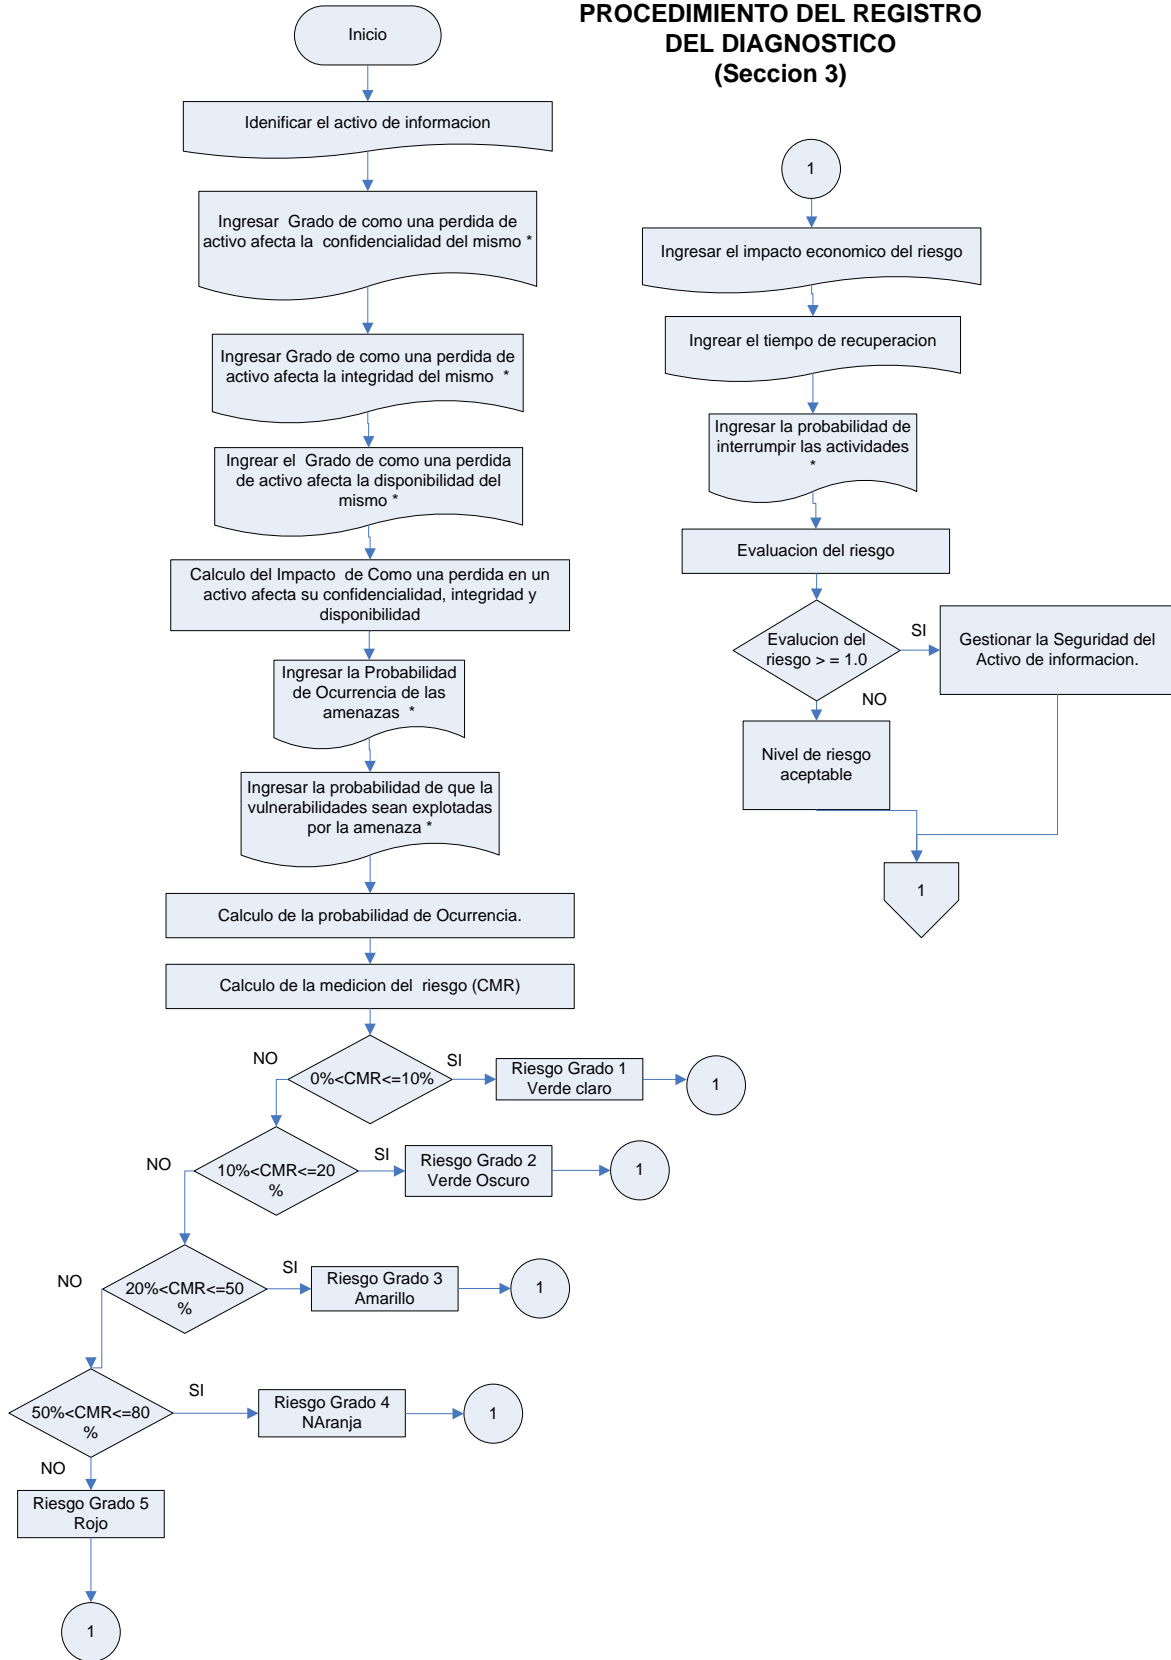 PROCEDIMIENTO DEL REGISTRO
DEL DIAGNOSTICO
(Seccion 3)
Inicio
Idenificar el activo de informacion
Ingresar Grado de como una perdida de
activo afecta la confidencialidad del mismo *
Ingresar Grado de como una perdida de
activo afecta la integridad del mismo *
Ingrear el Grado de como una perdida
de activo afecta la disponibilidad del
mismo *
Calculo del Impacto de Como una perdida en un
activo afecta su confidencialidad, integridad y
disponibilidad
Ingresar la Probabilidad
de Ocurrencia de las
amenazas *
Ingresar la probabilidad de que la
vulnerabilidades sean explotadas
por la amenaza *
Calculo de la probabilidad de Ocurrencia.
Calculo de la medicion del riesgo (CMR)
NO
0%<CMR<=10%
SI
Riesgo Grado 1
Verde claro
1
NO
10%<CMR<=20
%
SI
Riesgo Grado 2
Verde Oscuro
1
NO
20%<CMR<=50
%
SI
Riesgo Grado 3
Amarillo
1
50%<CMR<=80
%
SI
Riesgo Grado 4
NAranja
1
NO
Riesgo Grado 5
Rojo
1
1
Ingresar el impacto economico del riesgo
Ingrear el tiempo de recuperacion
Ingresar la probabilidad de
interrumpir las actividades
*
Evaluacion del riesgo
Evalucion del
riesgo > = 1.0
SI
Gestionar la Seguridad del
Activo de informacion.
NO
Nivel de riesgo
aceptable
1